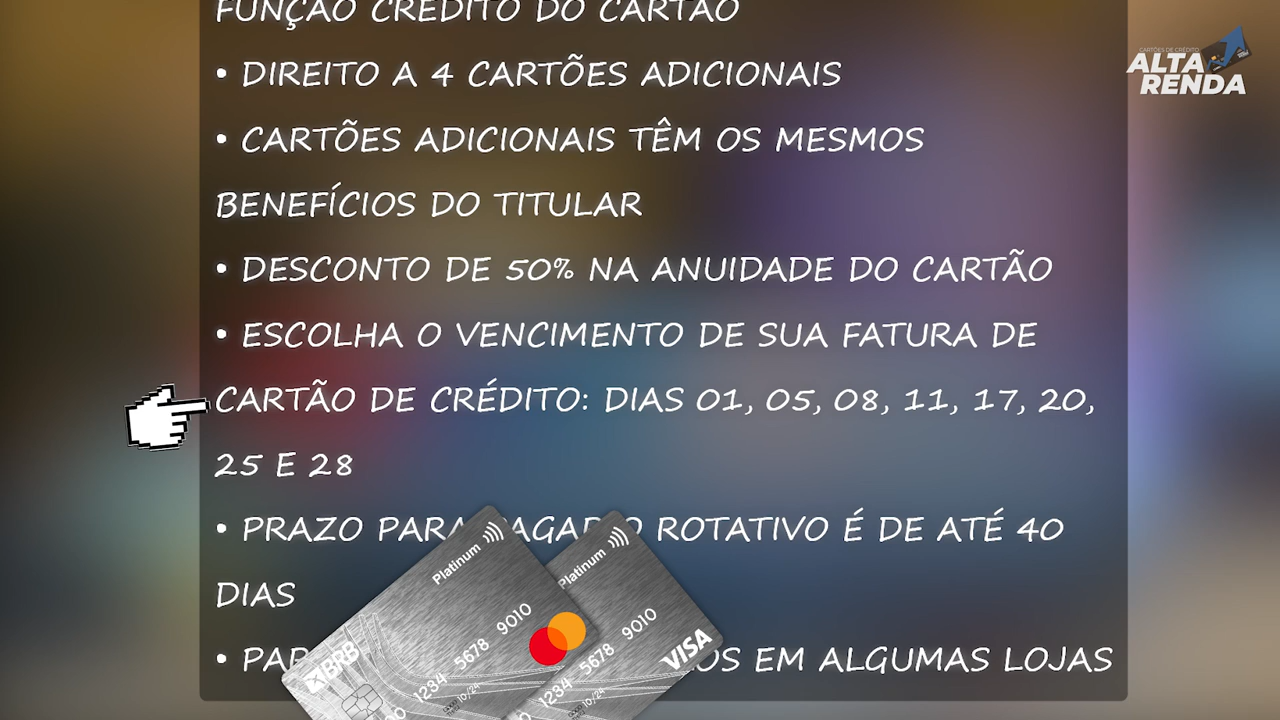 FUNÇÃO CRÉDITO DO CARTÃO
• DIREITO A 4 CARTÕES ADICIONAIS
• CARTÕES ADICIONAIS TÊM OS MESMOS
BENEFÍCIOS DO TITULAR
• DESCONTO DE 50% NA ANUIDADE DO CARTÃO
• ESCOLHA O VENCIMENTO DE SUA FATURA DE
CARTÃO DE CRÉDITO: DIAS 01, 05, 08, 11, 17, 20,
25 E 28
• PRAZO PARA O ROTATIVO É DE ATÉ 40
DIAS
• EM ALGUMAS LOJAS
CARTÕES DE CRÉDITO
ALTA
RENDA
Platinum
BRB
1234 5678 9010
Platinum
1234 5678 9010
VISA